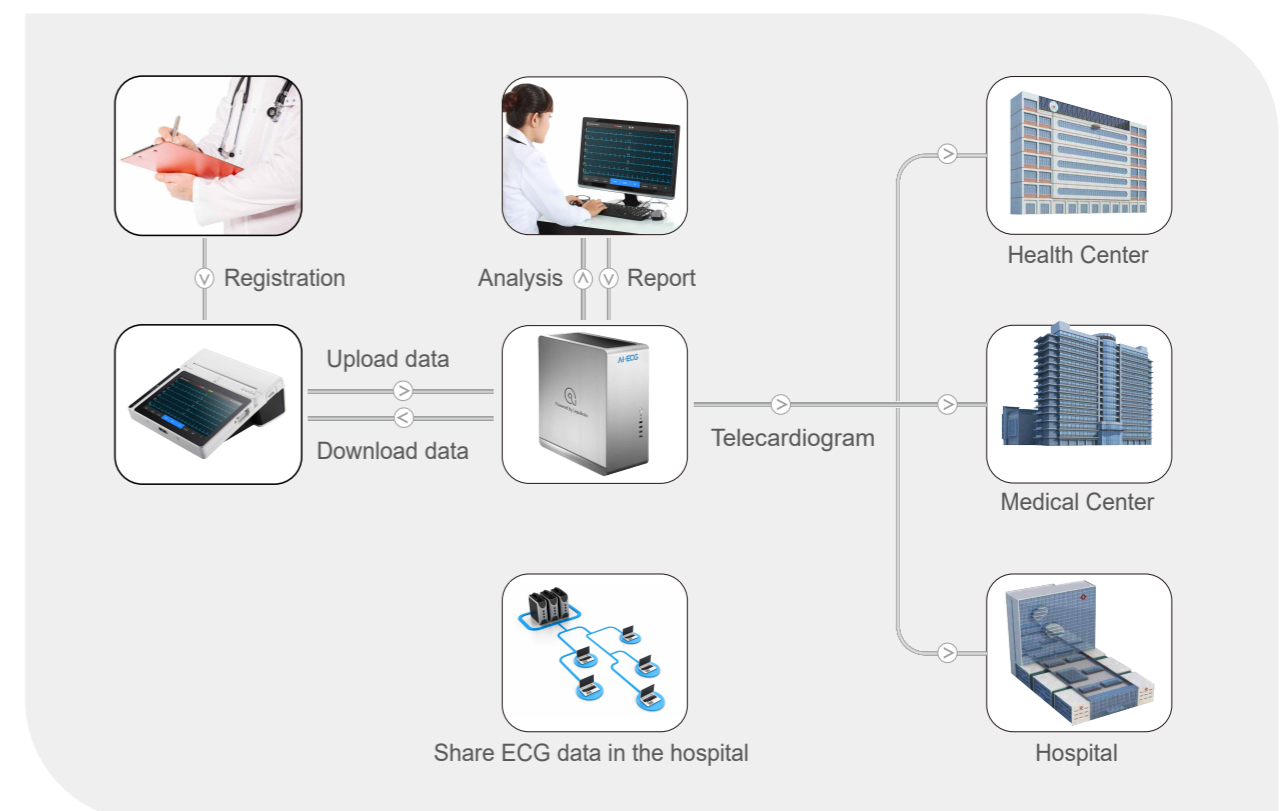 Registration
Analysis
Report
Upload data
Download data
AI-ECG
Telecardiogram
Health Center
Medical Center
Share ECG data in the hospital
Hospital